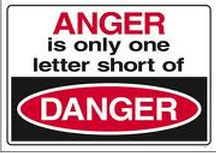 ANGER
is only one
letter short of
DANGER